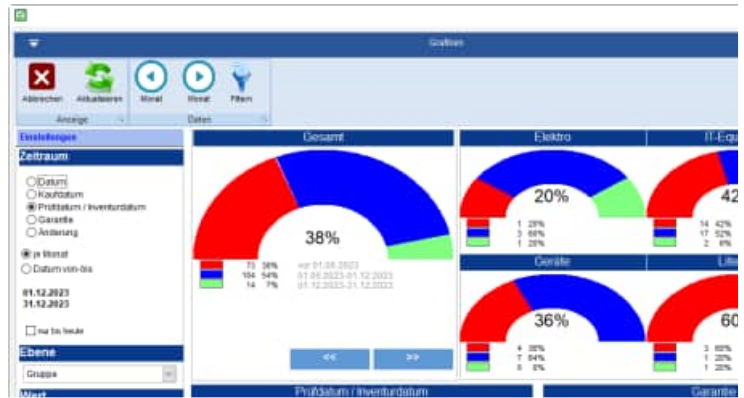 Grafiken
Abbrechen Aktualisieren Monat Monat Filtern
Anzeige Daten
Einstellungen
Zeitraum
Datum
Kaufdatum
Prüfdatum / Inventurdatum
Garantie
Änderung
je Monat
Datum von-bis
01.12.2023
31.12.2023
nur bis heute
Ebene
Gruppe
Wert
Gesamt
38%
73 38% vor 01.06.2023
104 54% 01.06.2023-01.12.2023
14 7% 01.12.2023-31.12.2023
<< >>
Elektro
20%
1 20%
3 60%
1 20%
IT-Equ
42
14 42%
17 52%
2 6%
Geräte
36%
4 36%
7 64%
0 0%
60
3 60%
1 20%
1 20%
Prüfdatum / Inventurdatum
Garantie